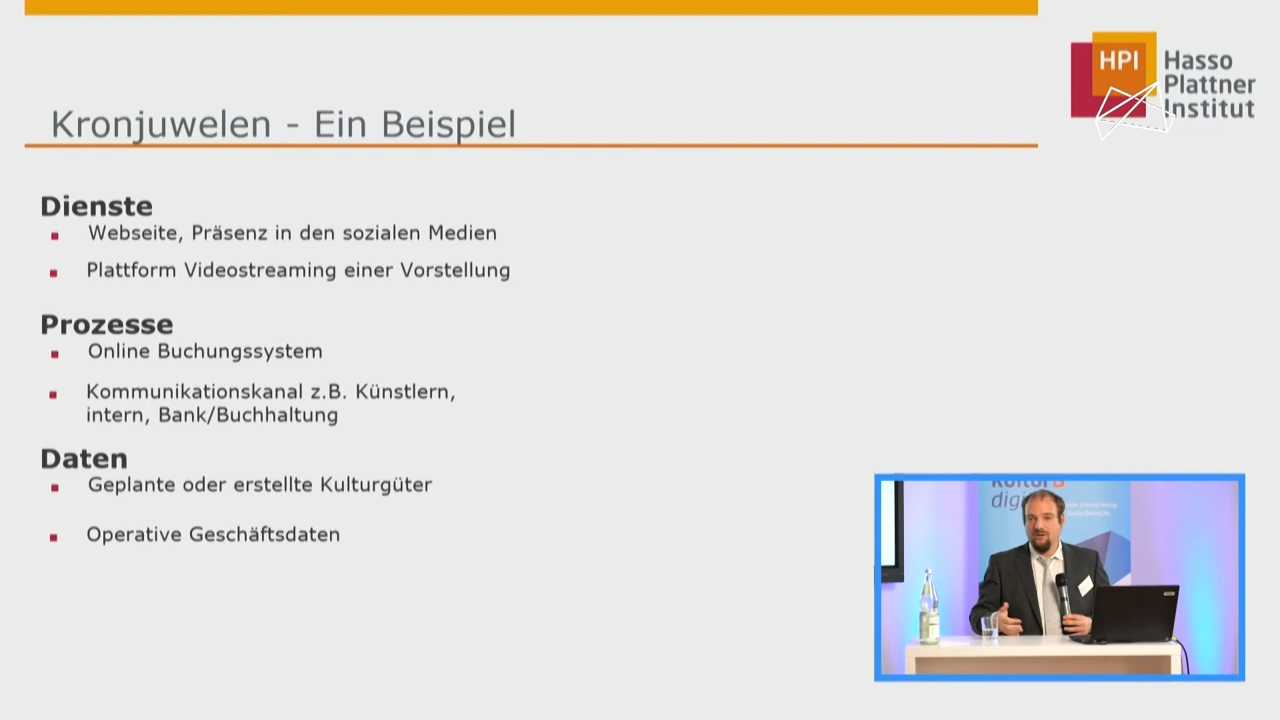 HPI Hasso
Plattner
Institut
Kronjuwelen - Ein Beispiel
Dienste
Webseite, Präsenz in den sozialen Medien
Plattform Videostreaming einer Vorstellung
Prozesse
Online Buchungssystem
Kommunikationskanal z.B. Künstlern,
intern, Bank/Buchhaltung
Daten
Geplante oder erstellte Kulturgüter
Operative Geschäftsdaten